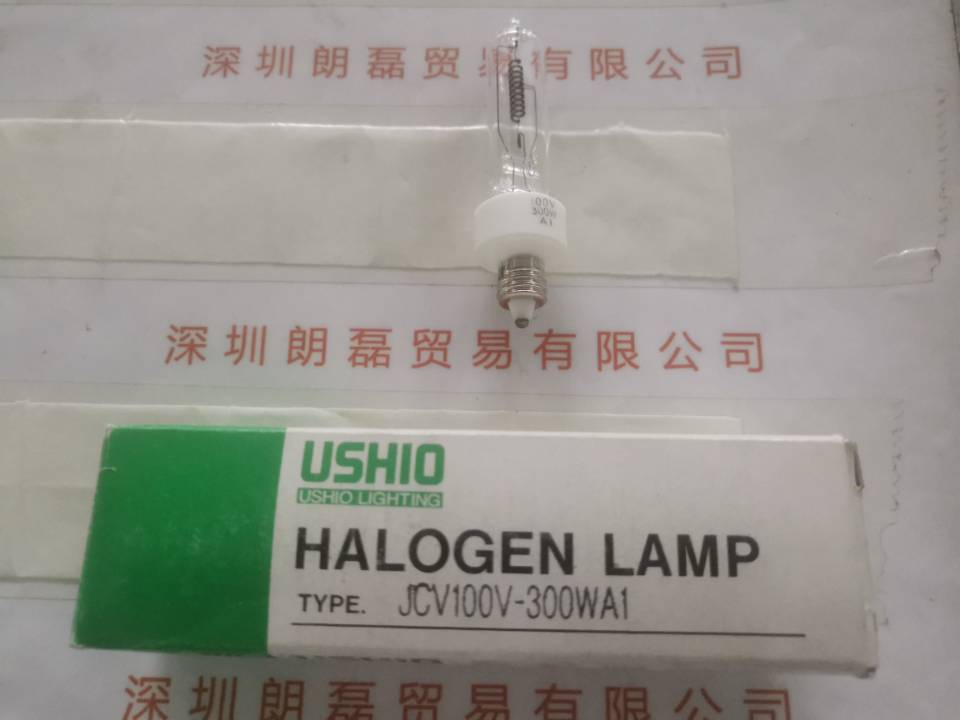 深圳朗磊贸易有限公司
100V
300W
A1
深圳朗磊贸易有限公司
USHIO
USHIO LIGHTING
HALOGEN LAMP
TYPE. JCV100V-300WA1
深圳朗磊贸易有限公司